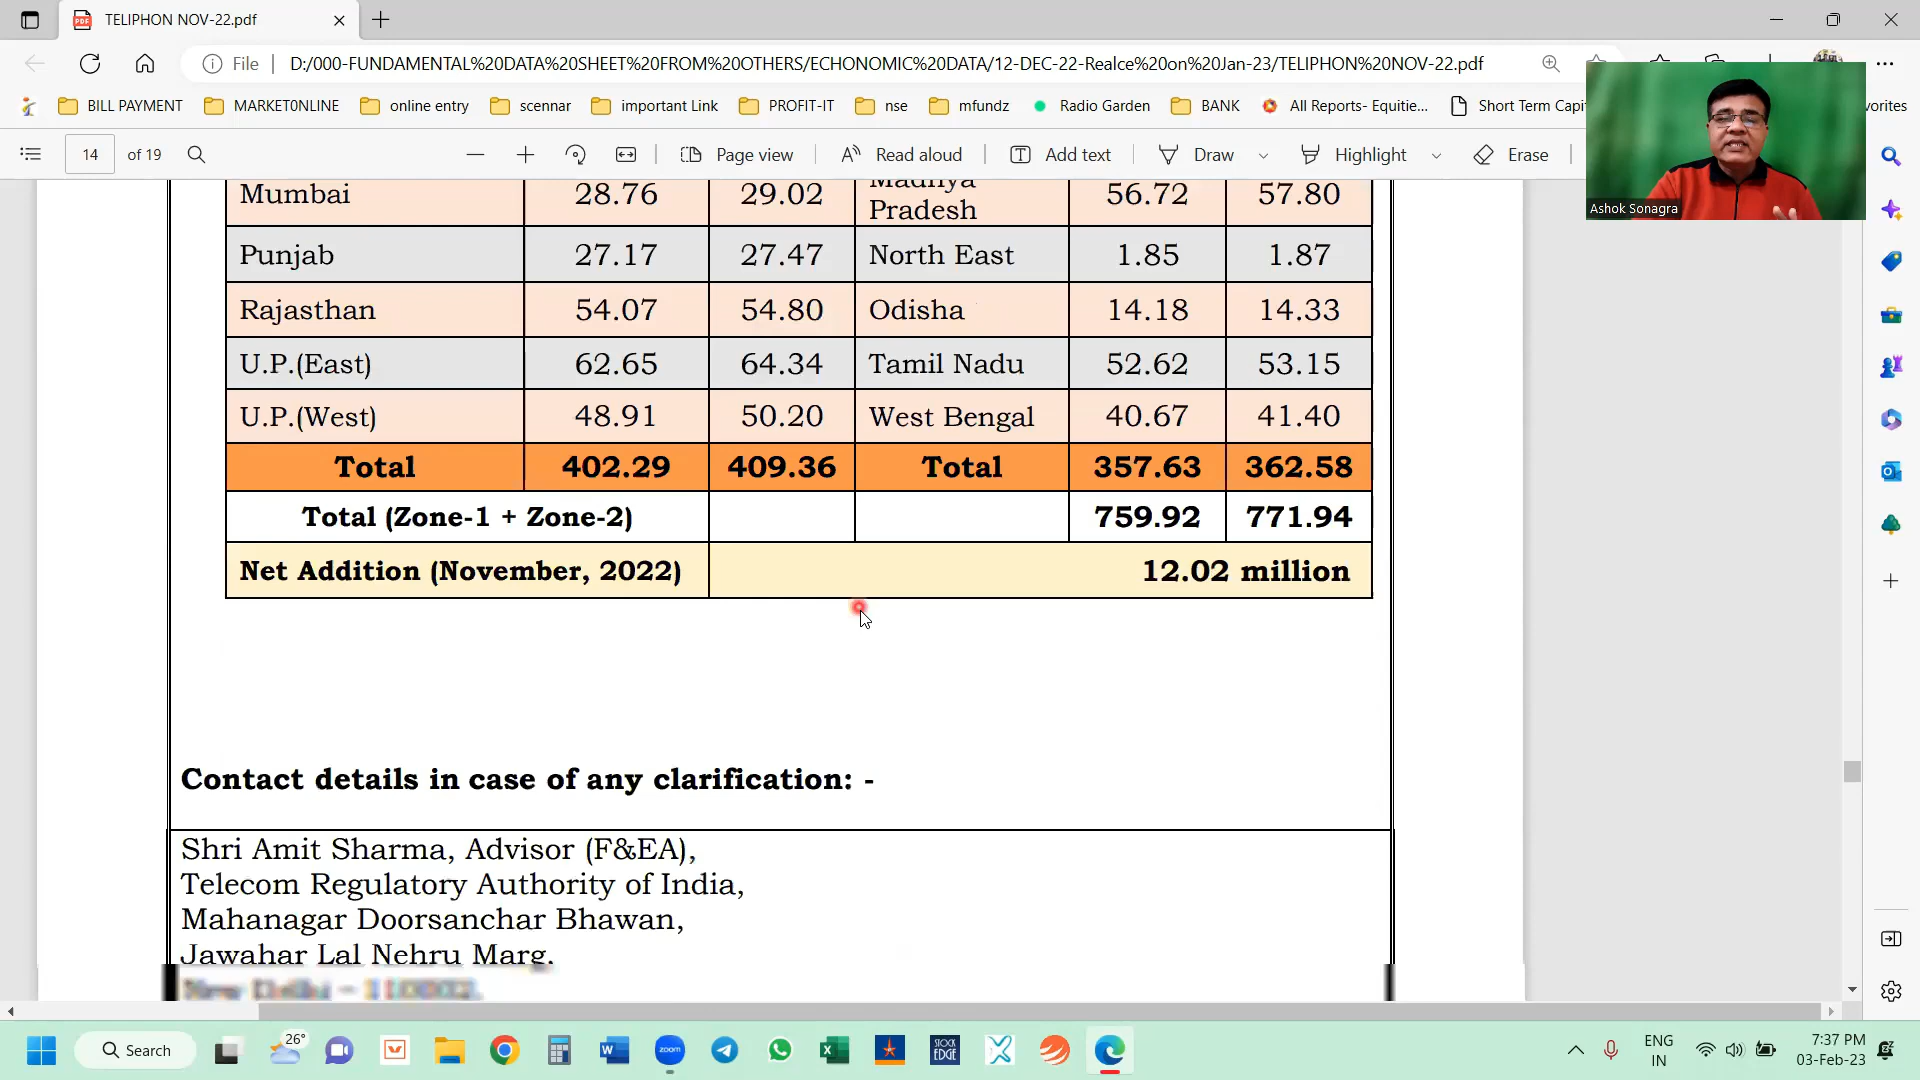 TELIPHON NOV-22.pdf
File
D:/000-FUNDAMENTAL%20DATA%20SHEET%20FROM%20OTHERS/ECHONOMIC%20DATA/12-DEC-22-Realce%20on%20Jan-23/TELIPHON%20NOV-22.pdf
BILL PAYMENT MARKET0NLINE online entry scennar important Link PROFIT-IT nse mfundz Radio Garden BANK All Reports- Equitie... Short Term Capi vorites
14 of 19 Page view Read aloud Add text Draw Highlight Erase
Ashok Sonagra
Mumbai 28.76 29.02 Madhya Pradesh 56.72 57.80
Punjab 27.17 27.47 North East 1.85 1.87
Rajasthan 54.07 54.80 Odisha 14.18 14.33
U.P.(East) 62.65 64.34 Tamil Nadu 52.62 53.15
U.P.(West) 48.91 50.20 West Bengal 40.67 41.40
Total 402.29 409.36 Total 357.63 362.58
Total (Zone-1 + Zone-2) 759.92 771.94
Net Addition (November, 2022) 12.02 million
Contact details in case of any clarification: -
Shri Amit Sharma, Advisor (F&EA),
Telecom Regulatory Authority of India,
Mahanagar Doorsanchar Bhawan,
Jawahar Lal Nehru Marg,
New Delhi – 110002.
Search
26°
zoom
STOCK EDGE
ENG
IN
7:37 PM
03-Feb-23